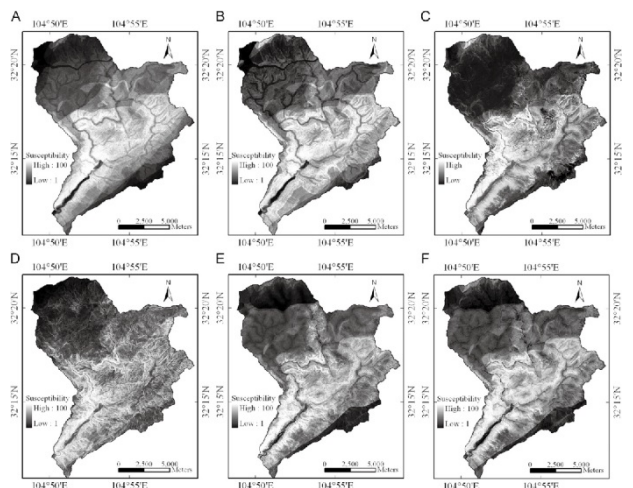 A
104°50'E 104°55'E
N
32°20'N
32°15'N
Susceptibility
High : 100
Low : 1
0 2,500 5,000
Meters
B
104°50'E 104°55'E
N
32°20'N
32°15'N
Susceptibility
High : 100
Low : 1
0 2,500 5,000
Meters
C
104°50'E 104°55'E
N
32°20'N
32°15'N
Susceptibility
High
Low
0 2,500 5,000
Meters
104°50'E 104°55'E
104°50'E 104°55'E
104°50'E 104°55'E
D
N
32°20'N
32°15'N
Susceptibility
High : 100
Low : 1
0 2,500 5,000
Meters
E
N
32°20'N
32°15'N
Susceptibility
High : 100
Low : 1
0 2,500 5,000
Meters
F
N
32°20'N
32°15'N
Susceptibility
High : 100
Low : 1
0 2,500 5,000
Meters
104°50'E 104°55'E
104°50'E 104°55'E
104°50'E 104°55'E